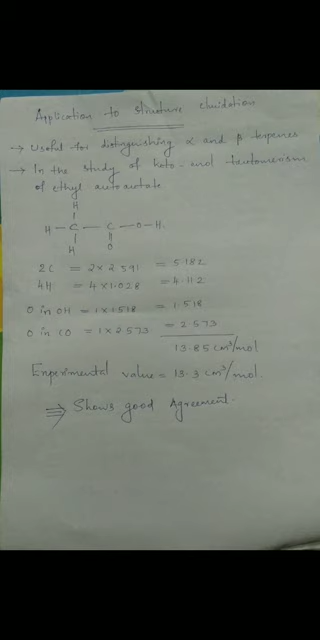 Application to structure elucidation
→ Useful for distinguishing α and β terpenes
→ In the study of keto-enol tautomerism
of ethyl acetoacetate
H
H - C - C - O - H
H O
2C = 2 × 2.591 = 5.182
4H = 4 × 1.028 = 4.112
O in OH = 1 × 1.518 = 1.518
O in CO = 1 × 2.573 = 2.573
13.85 cm³/mol
Experimental value = 13.3 cm³/mol.
⇒ Shows good Agreement.